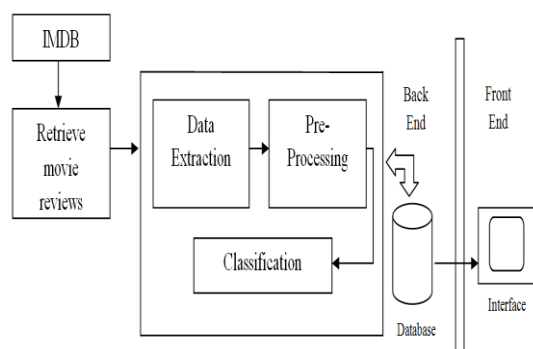 IMDB
Retrieve
movie
reviews
Data
Extraction
Pre-
Processing
Classification
Back
End
Database
Front
End
Interface